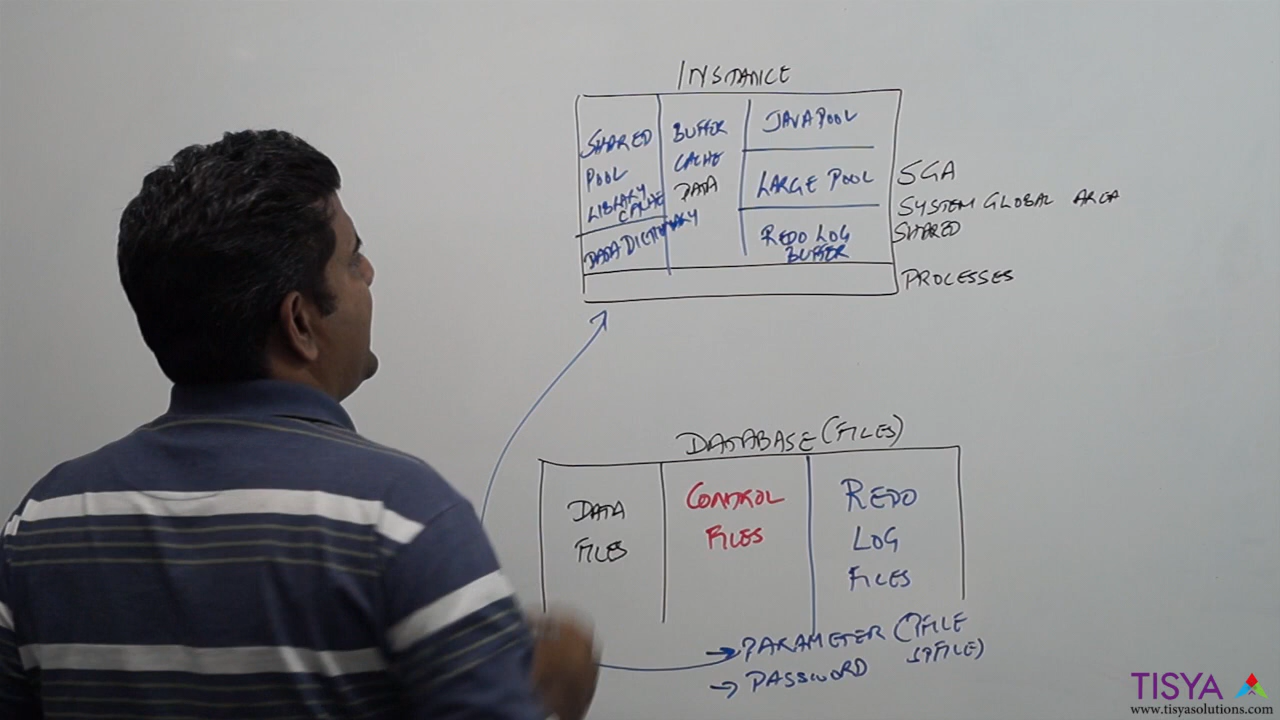 INSTANCE
SHARED
POOL
LIBRARY
CACHE
DATA DICTIONARY
BUFFER
CACHE
DATA
JAVA POOL
LARGE POOL
REDO LOG
BUFFER
SGA
SYSTEM GLOBAL AREA
SHARED
PROCESSES
DATABASE (FILES)
DATA
FILES
CONTROL
FILES
REDO
LOG
FILES
→ PARAMETER (PFILE
SPFILE)
→ PASSWORD
TISYA
www.tisyasolutions.com